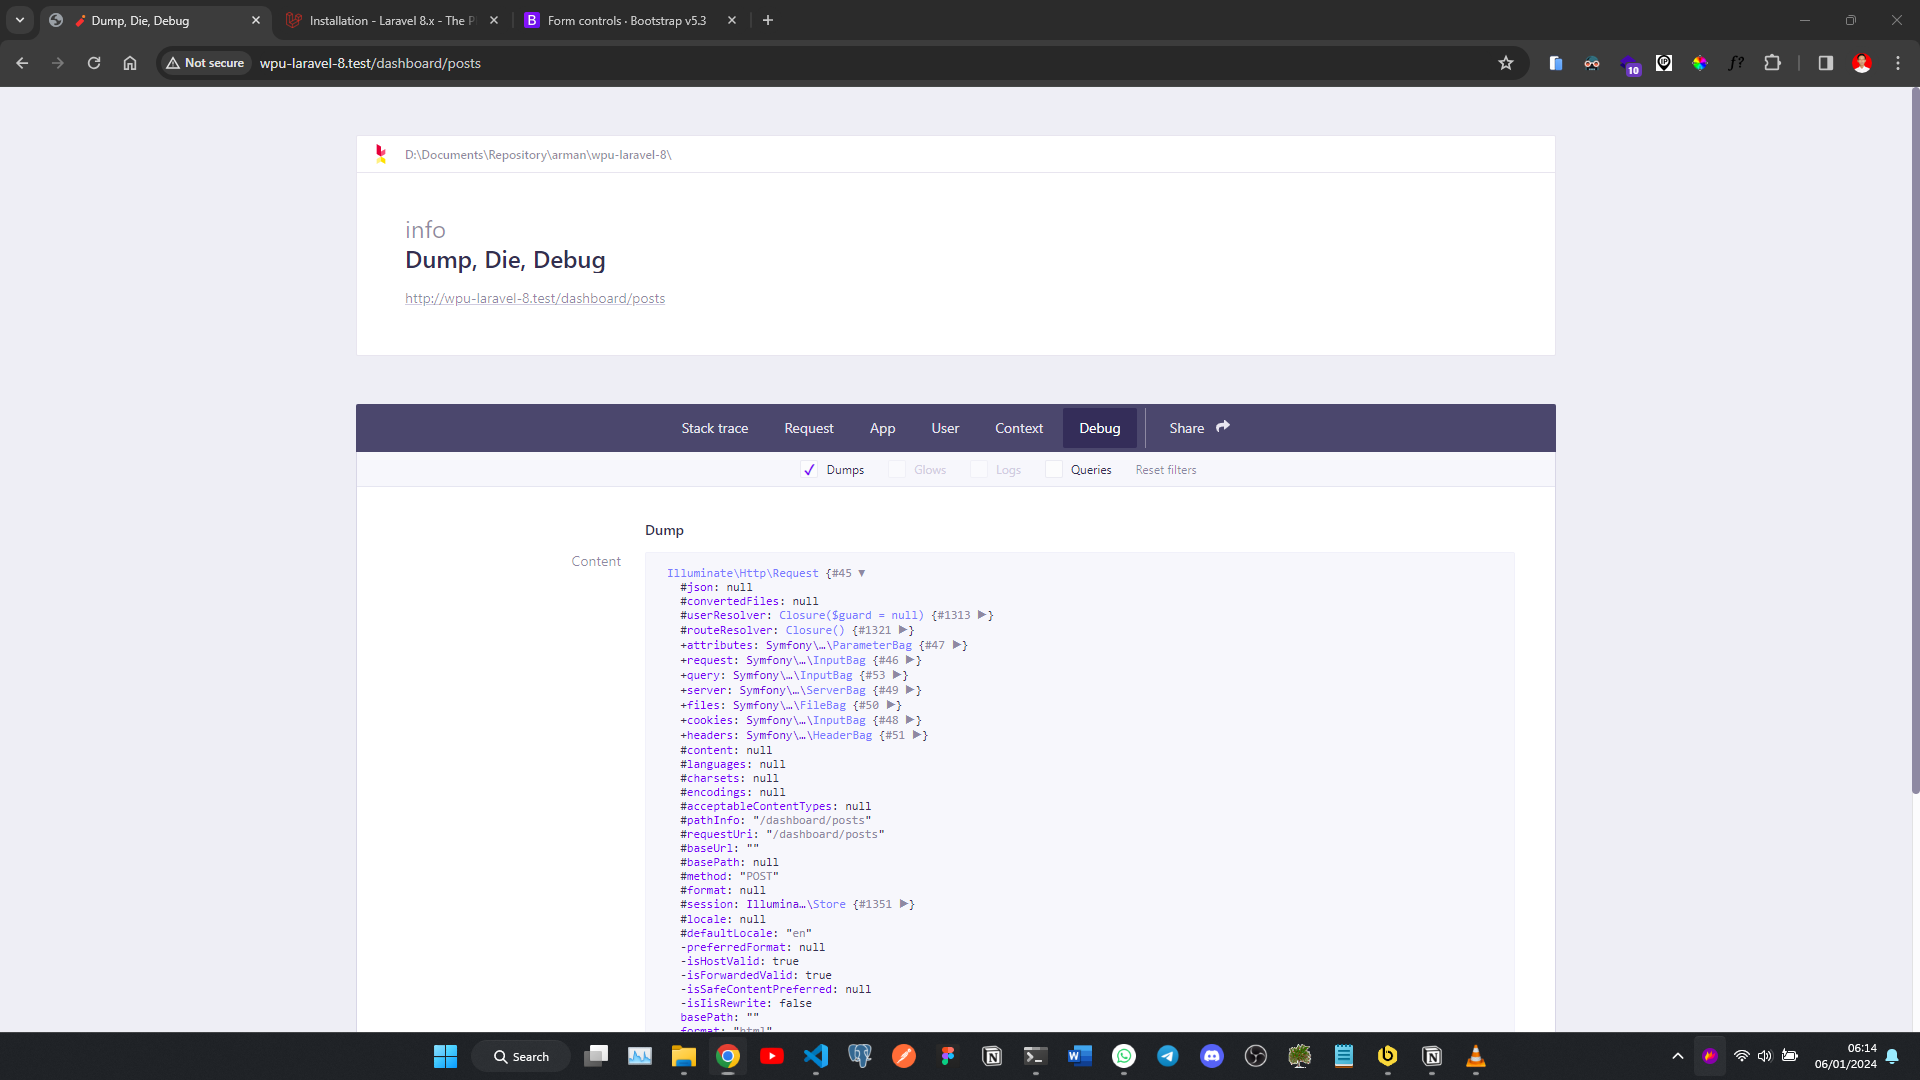 Dump, Die, Debug
Installation - Laravel 8.x - The P
B Form controls · Bootstrap v5.3
Not secure wpu-laravel-8.test/dashboard/posts
10
f?
D:\Documents\Repository\arman\wpu-laravel-8\
info
Dump, Die, Debug
http://wpu-laravel-8.test/dashboard/posts
Stack trace Request App User Context Debug Share
Dumps Glows Logs Queries Reset filters
Dump
Content
Illuminate\Http\Request {#45 ▼
#json: null
#convertedFiles: null
#userResolver: Closure($guard = null) {#1313 ▶}
#routeResolver: Closure() {#1321 ▶}
+attributes: Symfony\…\ParameterBag {#47 ▶}
+request: Symfony\…\InputBag {#46 ▶}
+query: Symfony\…\InputBag {#53 ▶}
+server: Symfony\…\ServerBag {#49 ▶}
+files: Symfony\…\FileBag {#50 ▶}
+cookies: Symfony\…\InputBag {#48 ▶}
+headers: Symfony\…\HeaderBag {#51 ▶}
#content: null
#languages: null
#charsets: null
#encodings: null
#acceptableContentTypes: null
#pathInfo: "/dashboard/posts"
#requestUri: "/dashboard/posts"
#baseUrl: ""
#basePath: null
#method: "POST"
#format: null
#session: Illumina…\Store {#1351 ▶}
#locale: null
#defaultLocale: "en"
-preferredFormat: null
-isHostValid: true
-isForwardedValid: true
-isSafeContentPreferred: null
-isIisRewrite: false
basePath: ""
format: "html"
Search
06:14
06/01/2024